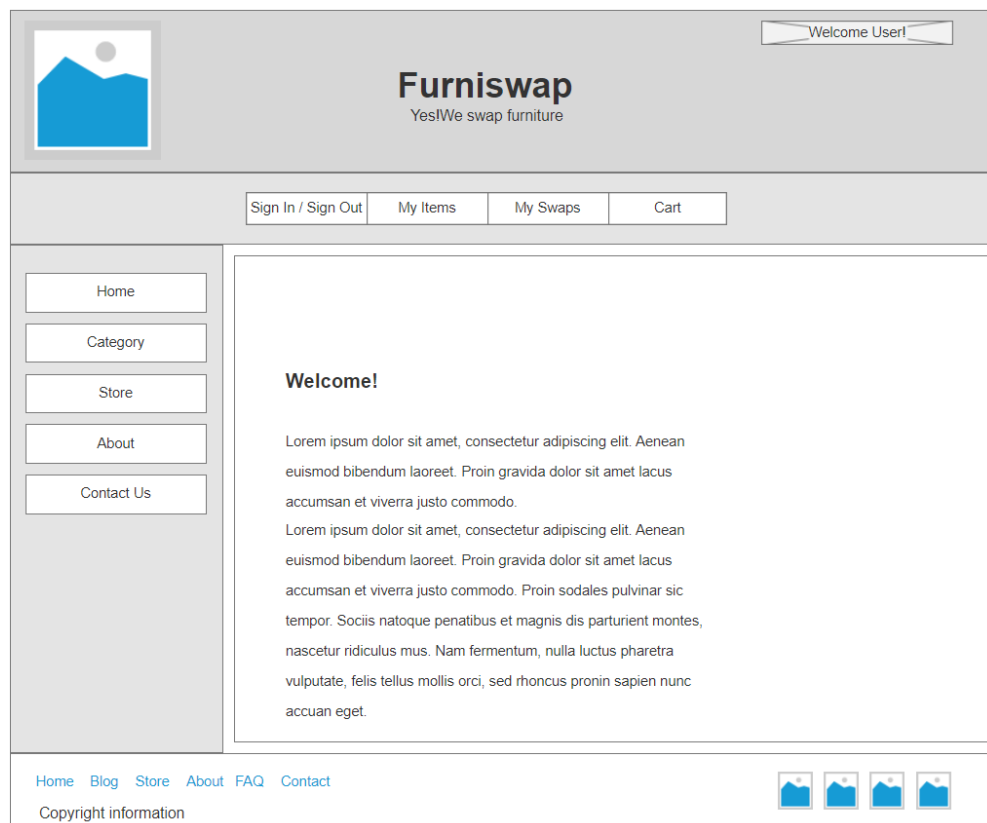 Welcome User!
Furniswap
Yes!We swap furniture
Sign In / Sign Out My Items My Swaps Cart
Home
Category
Store
About
Contact Us
Welcome!
Lorem ipsum dolor sit amet, consectetur adipiscing elit. Aenean
euismod bibendum laoreet. Proin gravida dolor sit amet lacus
accumsan et viverra justo commodo.
Lorem ipsum dolor sit amet, consectetur adipiscing elit. Aenean
euismod bibendum laoreet. Proin gravida dolor sit amet lacus
accumsan et viverra justo commodo. Proin sodales pulvinar sic
tempor. Sociis natoque penatibus et magnis dis parturient montes,
nascetur ridiculus mus. Nam fermentum, nulla luctus pharetra
vulputate, felis tellus mollis orci, sed rhoncus pronin sapien nunc
accuan eget.
Home Blog Store About FAQ Contact
Copyright information